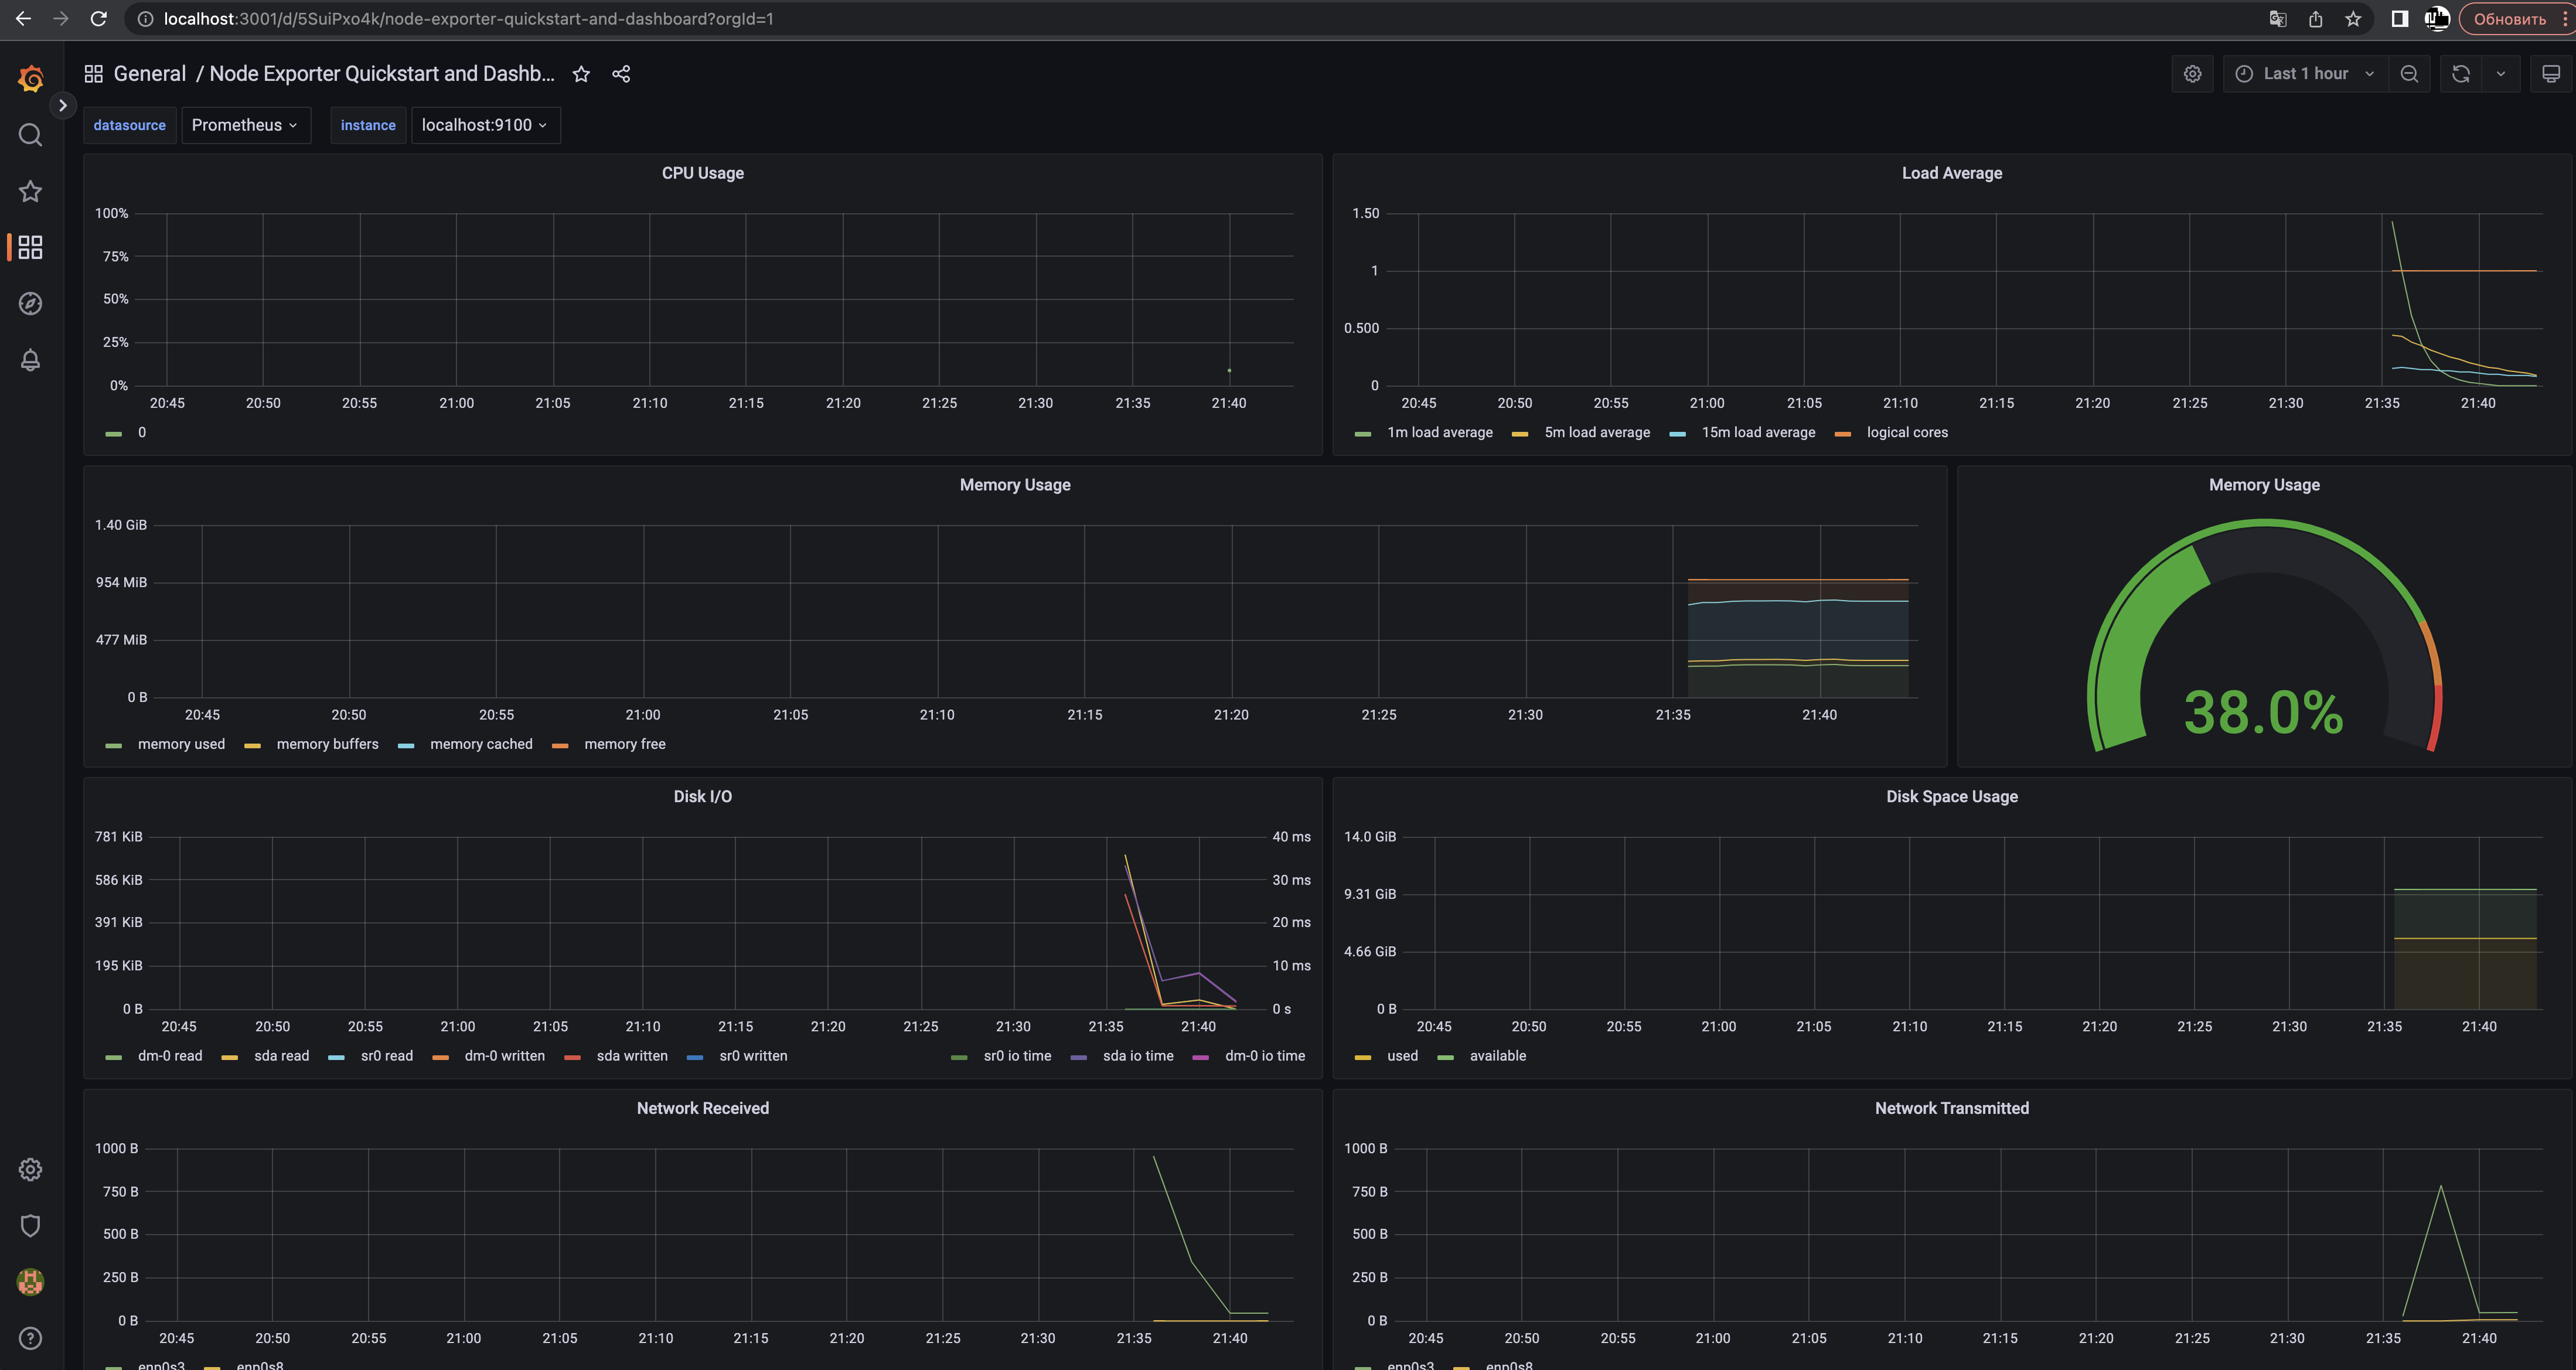 localhost:3001/d/5SuiPxo4k/node-exporter-quickstart-and-dashboard?orgId=1 Обновить
General / Node Exporter Quickstart and Dashb... Last 1 hour
datasource Prometheus instance localhost:9100
CPU Usage
100%
75%
50%
25%
0%
20:45 20:50 20:55 21:00 21:05 21:10 21:15 21:20 21:25 21:30 21:35 21:40
0
Load Average
1.50
1
0.500
0
20:45 20:50 20:55 21:00 21:05 21:10 21:15 21:20 21:25 21:30 21:35 21:40
1m load average 5m load average 15m load average logical cores
Memory Usage
1.40 GiB
954 MiB
477 MiB
0 B
20:45 20:50 20:55 21:00 21:05 21:10 21:15 21:20 21:25 21:30 21:35 21:40
memory used memory buffers memory cached memory free
Memory Usage
38.0%
Disk I/O
781 KiB 40 ms
586 KiB 30 ms
391 KiB 20 ms
195 KiB 10 ms
0 B 0 s
20:45 20:50 20:55 21:00 21:05 21:10 21:15 21:20 21:25 21:30 21:35 21:40
dm-0 read sda read sr0 read dm-0 written sda written sr0 written sr0 io time sda io time dm-0 io time
Disk Space Usage
14.0 GiB
9.31 GiB
4.66 GiB
0 B
20:45 20:50 20:55 21:00 21:05 21:10 21:15 21:20 21:25 21:30 21:35 21:40
used available
Network Received
1000 B
750 B
500 B
250 B
0 B
20:45 20:50 20:55 21:00 21:05 21:10 21:15 21:20 21:25 21:30 21:35 21:40
enp0s3 enp0s8
Network Transmitted
1000 B
750 B
500 B
250 B
0 B
20:45 20:50 20:55 21:00 21:05 21:10 21:15 21:20 21:25 21:30 21:35 21:40
enp0s3 enp0s8